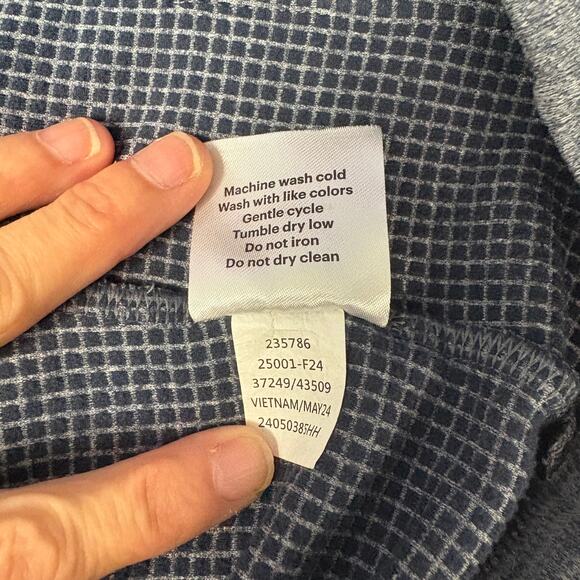 Machine wash cold
Wash with like colors
Gentle cycle
Tumble dry low
Do not iron
Do not dry clean
235786
25001-F24
37249/43509
VIETNAM/MAY24
24050385HH